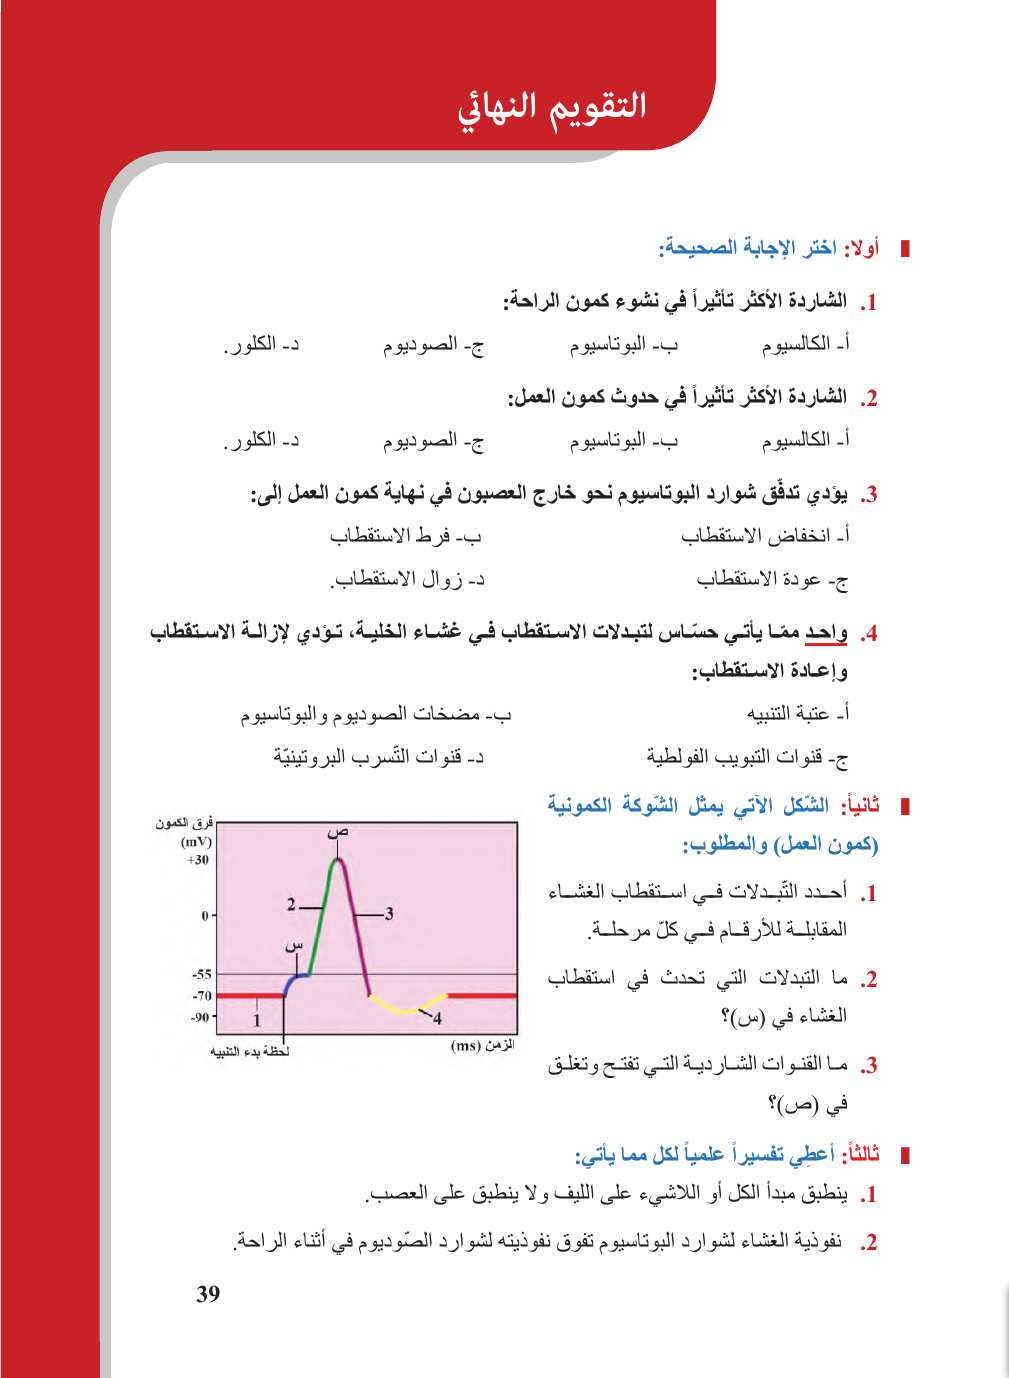 التقويم النهائي
أولا: اختر الإجابة الصحيحة:
1. الشاردة الأكثر تأثيراً في نشوء كمون الراحة:
أ- الكالسيوم ب- البوتاسيوم ج- الصوديوم د- الكلور.
2. الشاردة الأكثر تأثيراً في حدوث كمون العمل:
أ- الكالسيوم ب- البوتاسيوم ج- الصوديوم د- الكلور.
3. يؤدي تدفّق شوارد البوتاسيوم نحو خارج العصبون في نهاية كمون العمل إلى:
أ- انخفاض الاستقطاب ب- فرط الاستقطاب
ج- عودة الاستقطاب د- زوال الاستقطاب.
4. واحد ممّا يأتي حسّاس لتبدلات الاستقطاب في غشاء الخلية، تؤدي لإزالة الاستقطاب
وإعادة الاستقطاب:
أ- عتبة التنبيه ب- مضخات الصوديوم والبوتاسيوم
ج- قنوات التبويب الفولطية د- قنوات التّسرب البروتينيّة
ثانياً: الشّكل الآتي يمثل الشّوكة الكمونية
(كمون العمل) والمطلوب:
1. أحدد التّبدلات في استقطاب الغشاء
المقابلة للأرقام في كلّ مرحلة.
2. ما التبدلات التي تحدث في استقطاب
الغشاء في (س)؟
3. ما القنوات الشاردية التي تفتح وتغلق
في (ص)؟
فرق الكمون
(mV)
+30
0
-55
-70
-90
ص
2
3
س
1
4
لحظة بدء التنبيه
الزمن (ms)
ثالثاً: أعطِي تفسيراً علمياً لكل مما يأتي:
1. ينطبق مبدأ الكل أو اللاشيء على الليف ولا ينطبق على العصب.
2. نفوذية الغشاء لشوارد البوتاسيوم تفوق نفوذيته لشوارد الصّوديوم في أثناء الراحة.
39